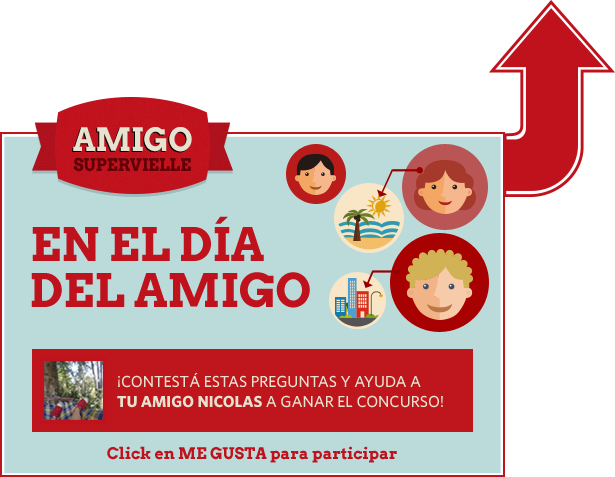 AMIGO
SUPERVIELLE
EN EL DÍA
DEL AMIGO
¡CONTESTÁ ESTAS PREGUNTAS Y AYUDA A
TU AMIGO NICOLAS A GANAR EL CONCURSO!
Click en ME GUSTA para participar